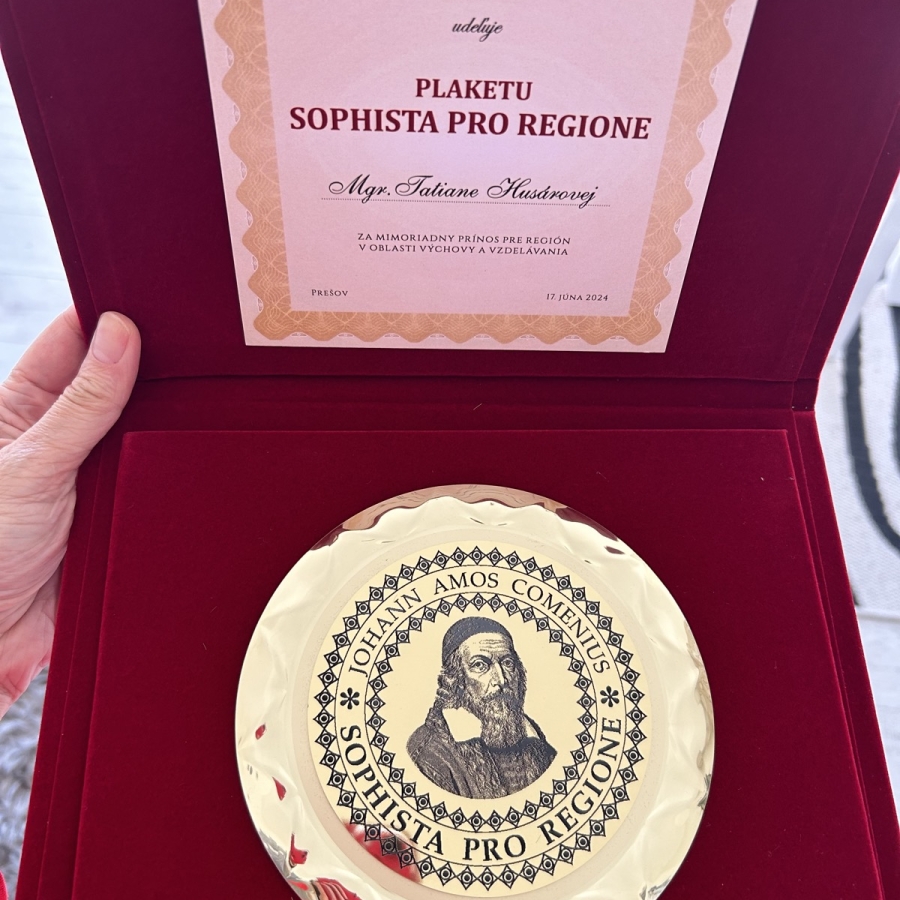 udeľuje
PLAKETU
SOPHISTA PRO REGIONE
Mgr. Tatiane Husárovej
ZA MIMORIADNY PRÍNOS PRE REGIÓN
V OBLASTI VÝCHOVY A VZDELÁVANIA
PREŠOV
17. JÚNA 2024
JOHANN AMOS COMENIUS
SOPHISTA PRO REGIONE